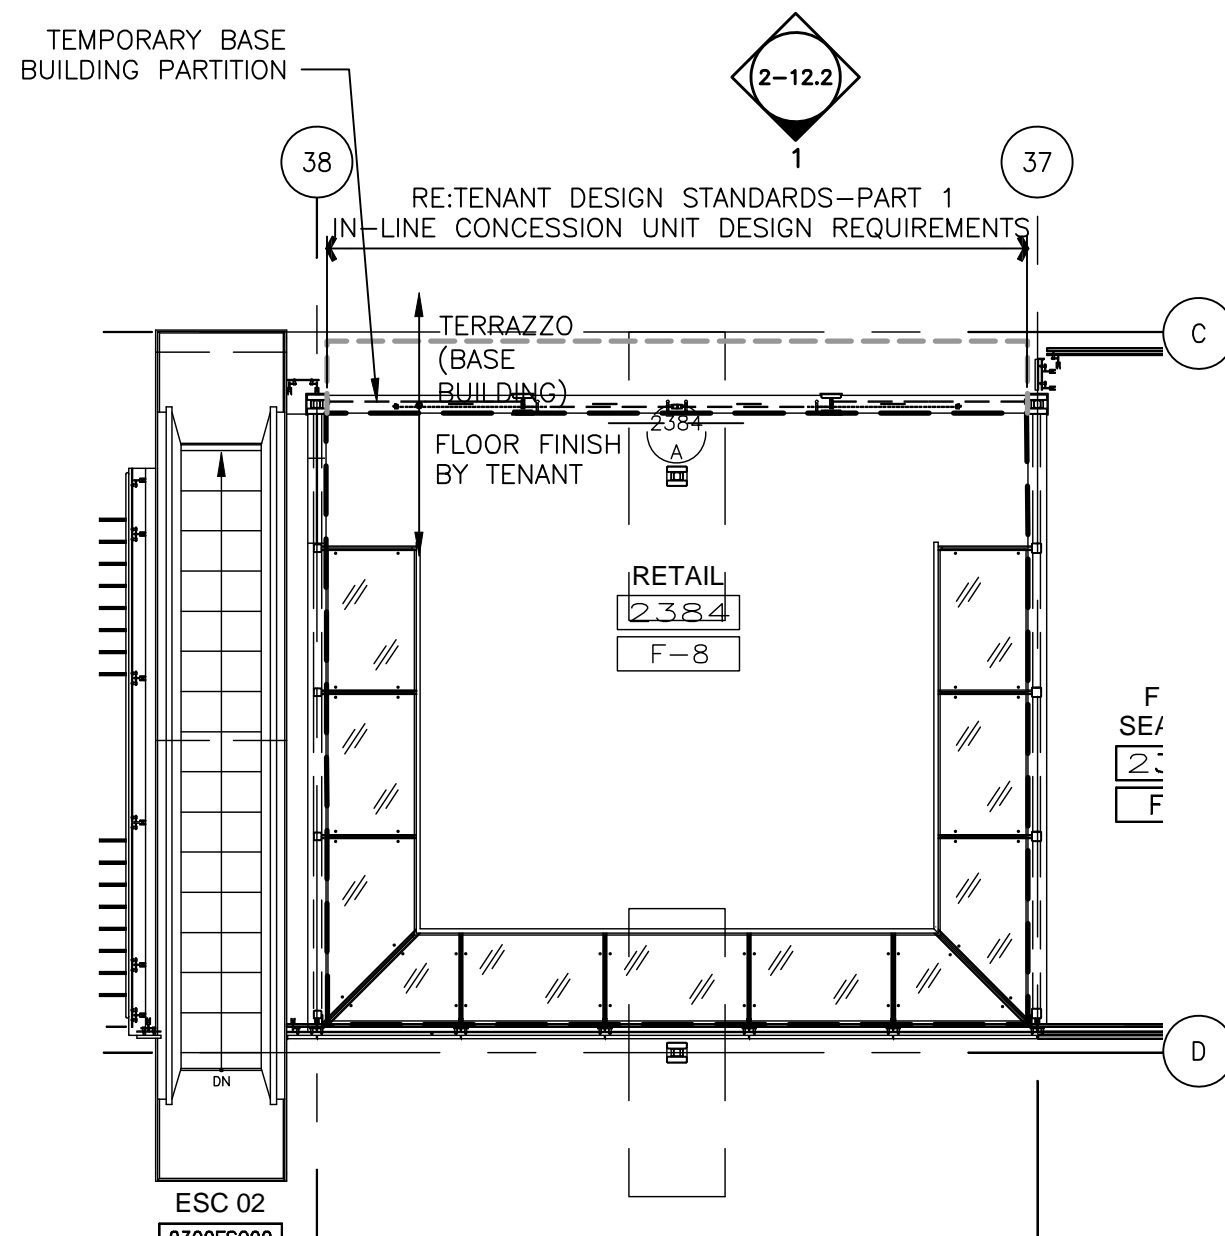 TEMPORARY BASE
BUILDING PARTITION
2-12.2
1
38
37
RE:TENANT DESIGN STANDARDS-PART 1
IN-LINE CONCESSION UNIT DESIGN REQUIREMENTS
C
TERRAZZO
(BASE
BUILDING)
2384
A
FLOOR FINISH
BY TENANT
RETAIL
2384
F-8
F
D
DN
ESC 02